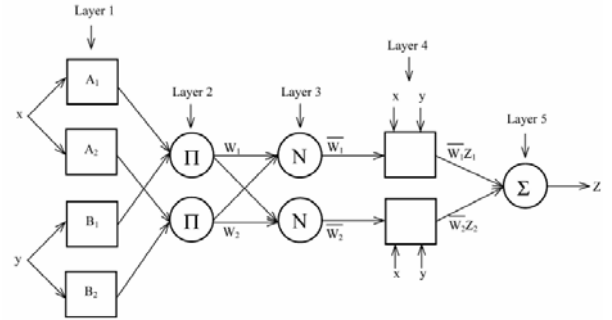 Layer 1
Layer 2
Layer 3
Layer 4
Layer 5
x
y
A₁
A₂
B₁
B₂
Π
Π
W₁
W₂
N
N
W̅₁
W̅₂
x y
x y
W̅₁Z₁
W̅₂Z₂
Σ
Z